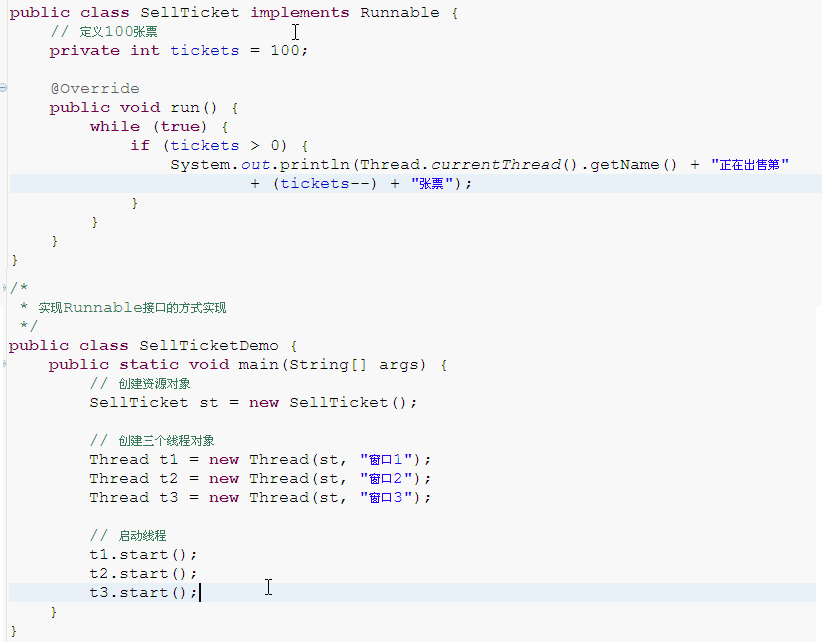 public class SellTicket implements Runnable {
// 定义100张票
private int tickets = 100;
@Override
public void run() {
while (true) {
if (tickets > 0) {
System.out.println(Thread.currentThread().getName() + "正在出售第"
+ (tickets--) + "张票");
}
}
}
}
/*
* 实现Runnable接口的方式实现
*/
public class SellTicketDemo {
public static void main(String[] args) {
// 创建资源对象
SellTicket st = new SellTicket();
// 创建三个线程对象
Thread t1 = new Thread(st, "窗口1");
Thread t2 = new Thread(st, "窗口2");
Thread t3 = new Thread(st, "窗口3");
// 启动线程
t1.start();
t2.start();
t3.start();
}
}